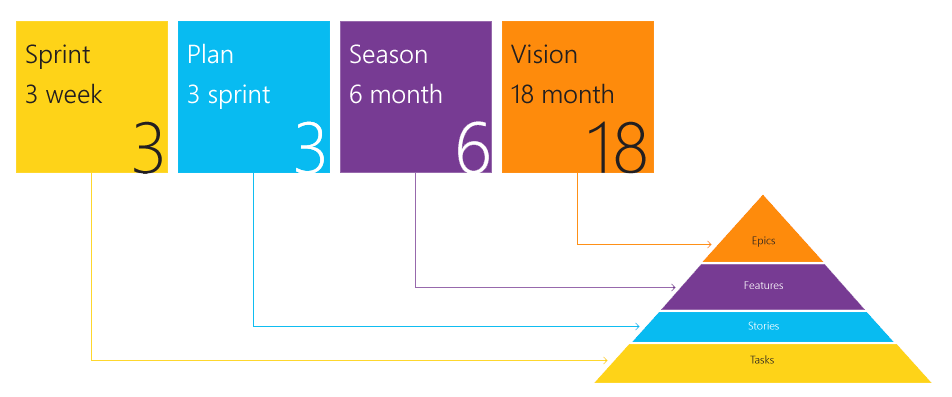 Sprint
3 week
3
Plan
3 sprint
3
Season
6 month
6
Vision
18 month
18
Epics
Features
Stories
Tasks